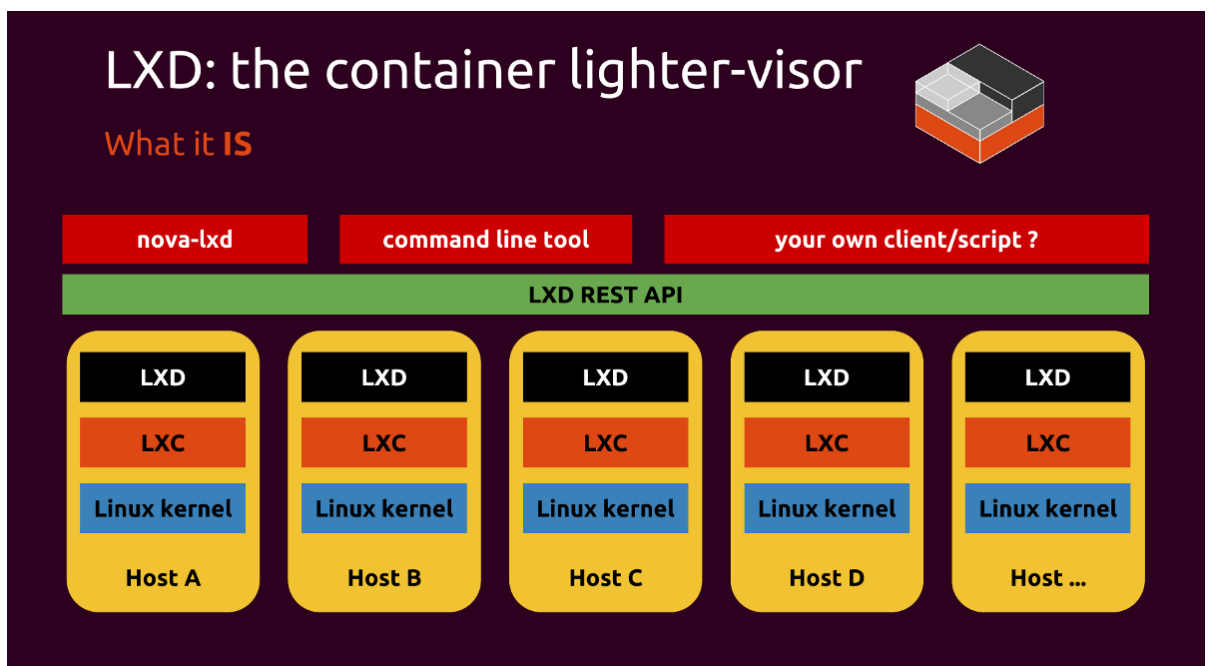 LXD: the container lighter-visor
What it IS
nova-lxd
command line tool
your own client/script ?
LXD REST API
LXD
LXC
Linux kernel
Host A
LXD
LXC
Linux kernel
Host B
LXD
LXC
Linux kernel
Host C
LXD
LXC
Linux kernel
Host D
LXD
LXC
Linux kernel
Host ...